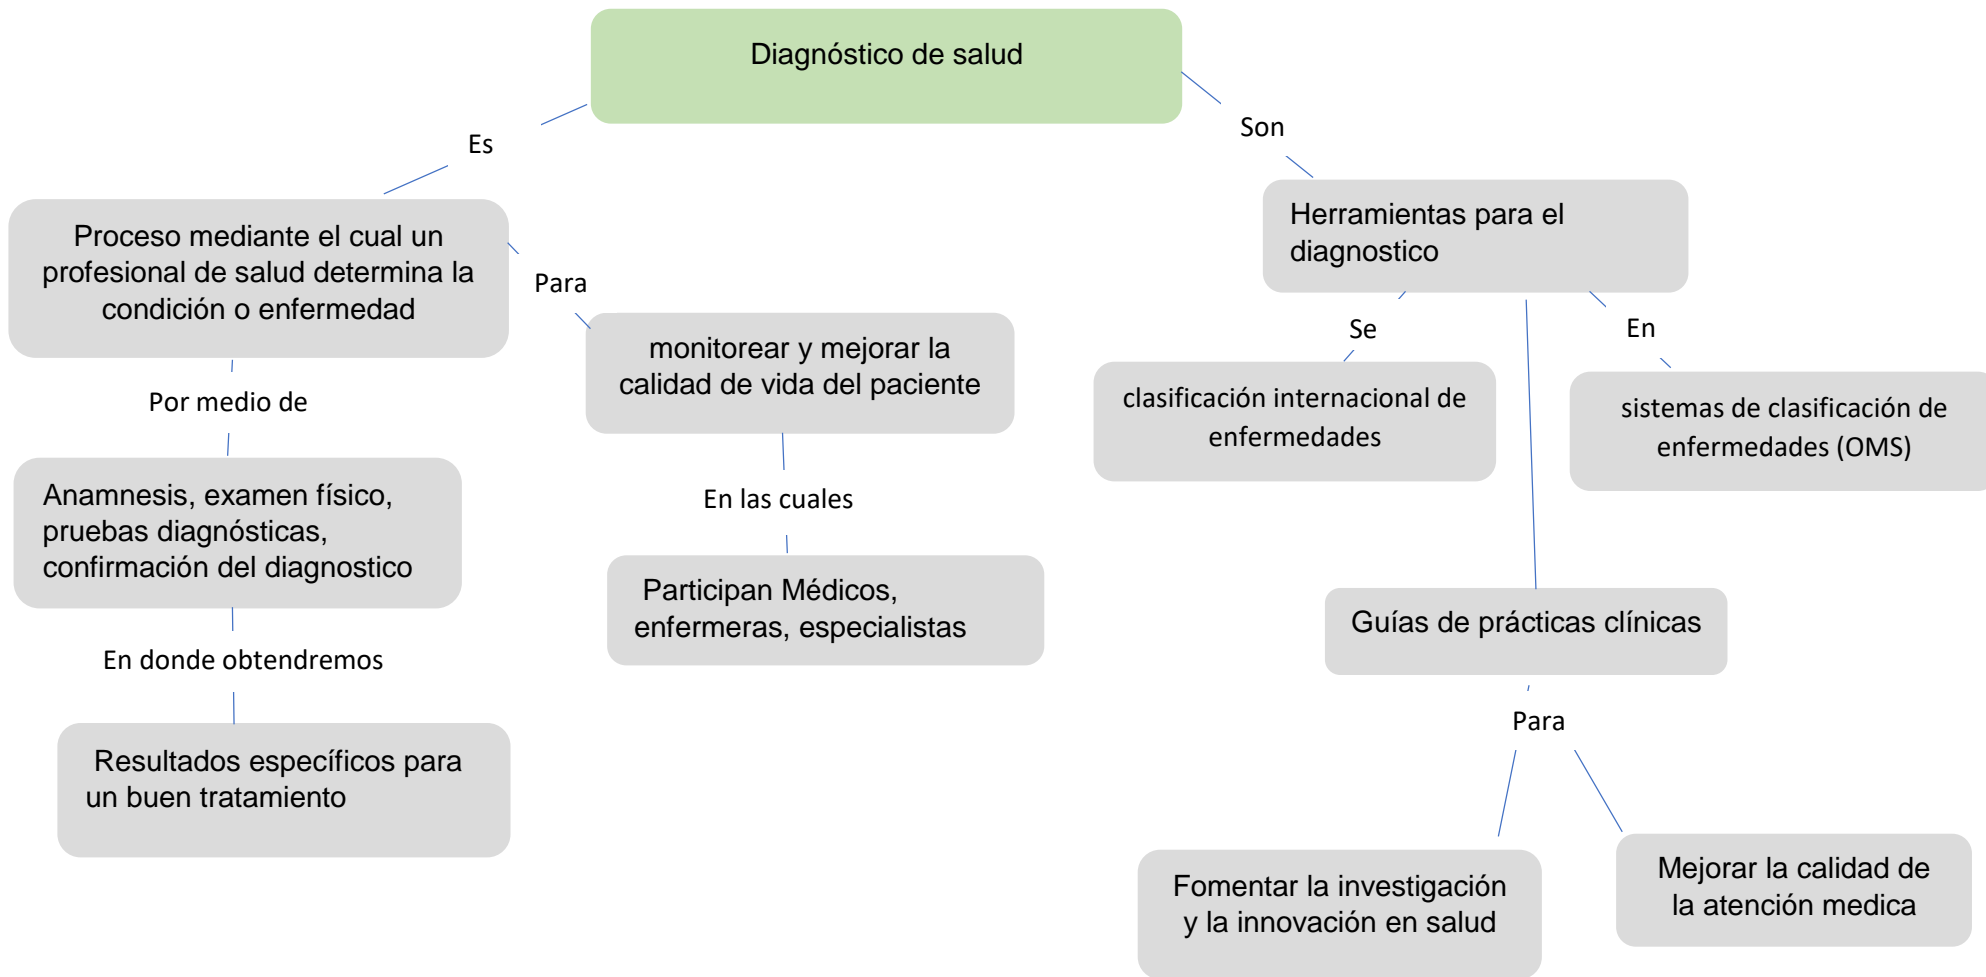 Diagnóstico de salud
Es
Son
Proceso mediante el cual un
profesional de salud determina la
condición o enfermedad
Herramientas para el
diagnostico
Para
Se
En
monitorear y mejorar la
calidad de vida del paciente
Por medio de
clasificación internacional de
enfermedades
sistemas de clasificación de
enfermedades (OMS)
Anamnesis, examen físico,
pruebas diagnósticas,
confirmación del diagnostico
En las cuales
Participan Médicos,
enfermeras, especialistas
Guías de prácticas clínicas
En donde obtendremos
Para
Resultados específicos para
un buen tratamiento
Fomentar la investigación
y la innovación en salud
Mejorar la calidad de
la atención medica